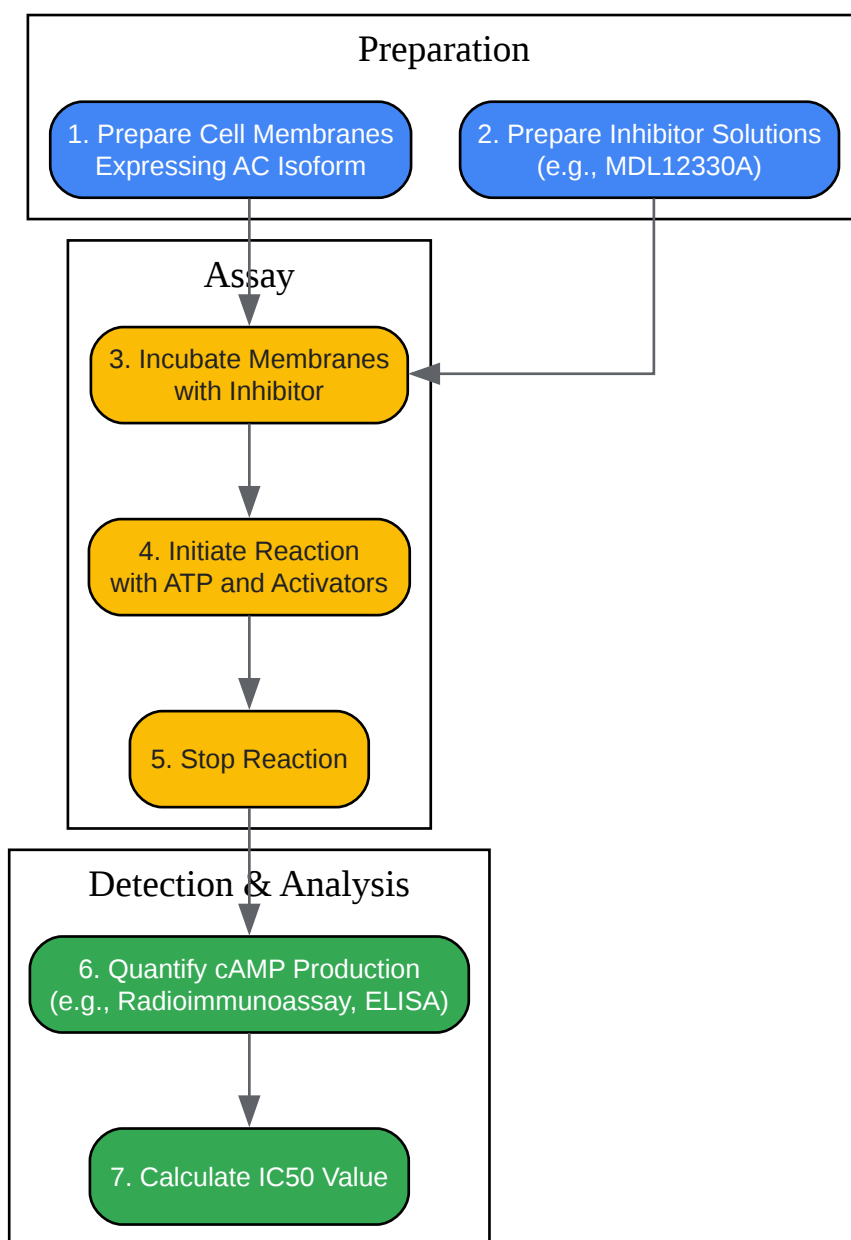 Preparation
1. Prepare Cell Membranes
Expressing AC Isoform
2. Prepare Inhibitor Solutions
(e.g., MDL12330A)
Assay
3. Incubate Membranes
with Inhibitor
4. Initiate Reaction
with ATP and Activators
5. Stop Reaction
Detection & Analysis
6. Quantify cAMP Production
(e.g., Radioimmunoassay, ELISA)
7. Calculate IC50 Value